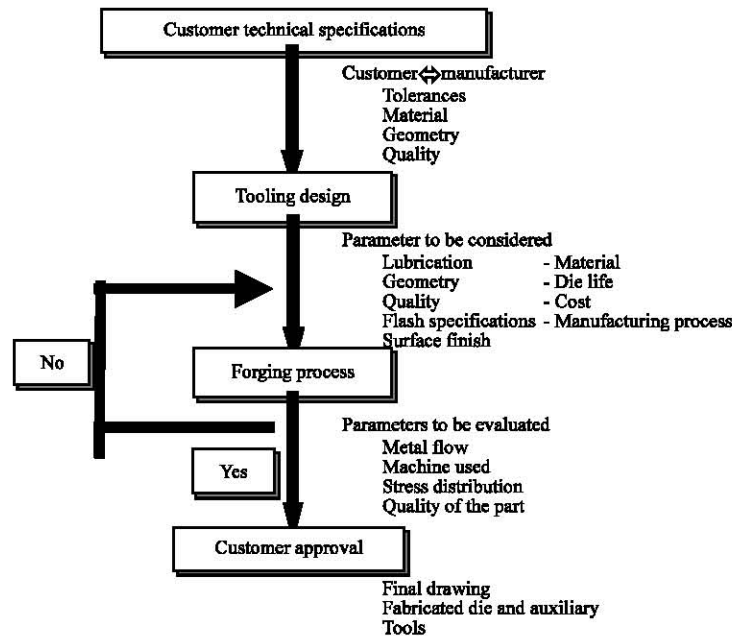 Customer technical specifications
Customer⇔manufacturer
Tolerances
Material
Geometry
Quality
Tooling design
Parameter to be considered
Lubrication - Material
Geometry - Die life
Quality - Cost
Flash specifications - Manufacturing process
Surface finish
No
Forging process
Parameters to be evaluated
Metal flow
Yes
Machine used
Stress distribution
Quality of the part
Customer approval
Final drawing
Fabricated die and auxiliary
Tools